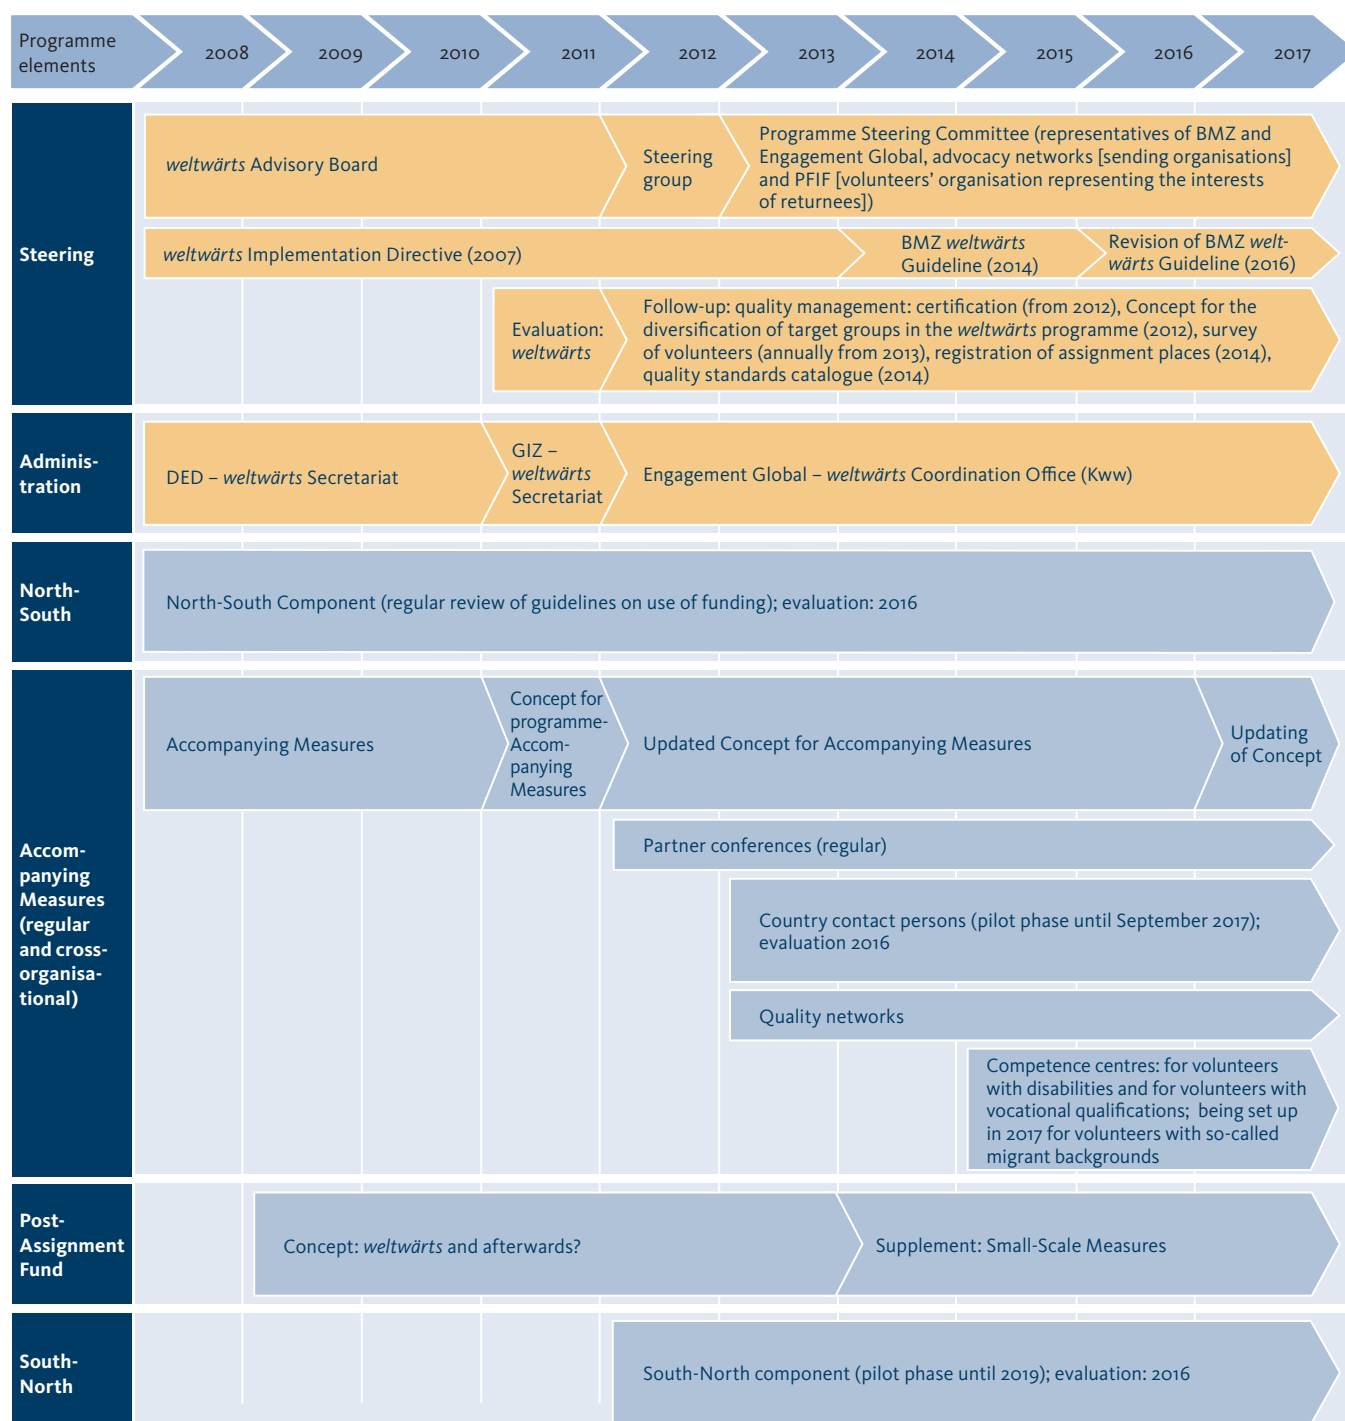 Programme
elements
2008
2009
2010
2011
2012
2013
2014
2015
2016
2017
Steering
weltwärts Advisory Board
Steering
group
Programme Steering Committee (representatives of BMZ and
Engagement Global, advocacy networks [sending organisations]
and PFIF [volunteers’ organisation representing the interests
of returnees])
weltwärts Implementation Directive (2007)
BMZ weltwärts
Guideline (2014)
Revision of BMZ welt-
wärts Guideline (2016)
Evaluation:
weltwärts
Follow-up: quality management: certification (from 2012), Concept for the
diversification of target groups in the weltwärts programme (2012), survey
of volunteers (annually from 2013), registration of assignment places (2014),
quality standards catalogue (2014)
Adminis-
tration
DED – weltwärts Secretariat
GIZ –
weltwärts
Secretariat
Engagement Global – weltwärts Coordination Office (Kww)
North-
South
North-South Component (regular review of guidelines on use of funding); evaluation: 2016
Accom-
panying
Measures
(regular
and cross-
organisa-
tional)
Accompanying Measures
Concept for
programme-
Accom-
panying
Measures
Updated Concept for Accompanying Measures
Updating
of Concept
Partner conferences (regular)
Country contact persons (pilot phase until September 2017);
evaluation 2016
Quality networks
Competence centres: for volunteers
with disabilities and for volunteers with
vocational qualifications; being set up
in 2017 for volunteers with so-called
migrant backgrounds
Post-
Assignment
Fund
Concept: weltwärts and afterwards?
Supplement: Small-Scale Measures
South-
North
South-North component (pilot phase until 2019); evaluation: 2016